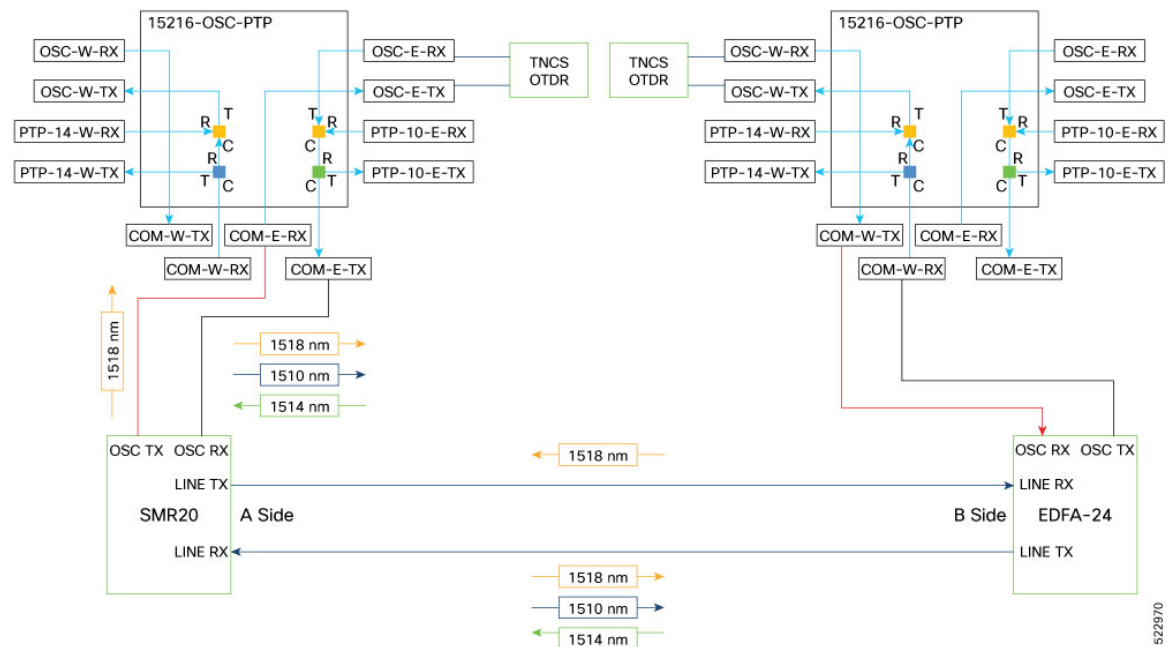 15216-OSC-PTP
15216-OSC-PTP
OSC-W-RX
OSC-E-RX
TNCS
OTDR
TNCS
OTDR
OSC-W-RX
OSC-E-RX
OSC-W-TX
OSC-E-TX
OSC-W-TX
OSC-E-TX
T
T
T
T
PTP-14-W-RX
R
R
PTP-10-E-RX
PTP-14-W-RX
R
R
PTP-10-E-RX
C
C
C
C
R
R
R
R
PTP-14-W-TX
T
C
C
T
PTP-10-E-TX
PTP-14-W-TX
T
C
C
T
PTP-10-E-TX
COM-W-TX
COM-E-RX
COM-W-TX
COM-E-RX
COM-W-RX
COM-E-TX
COM-W-RX
COM-E-TX
1518 nm
1518 nm
1510 nm
1514 nm
OSC TX
OSC RX
OSC RX
OSC TX
1518 nm
LINE TX
LINE RX
SMR20
A Side
B Side
EDFA-24
LINE RX
LINE TX
1518 nm
1510 nm
1514 nm
522970